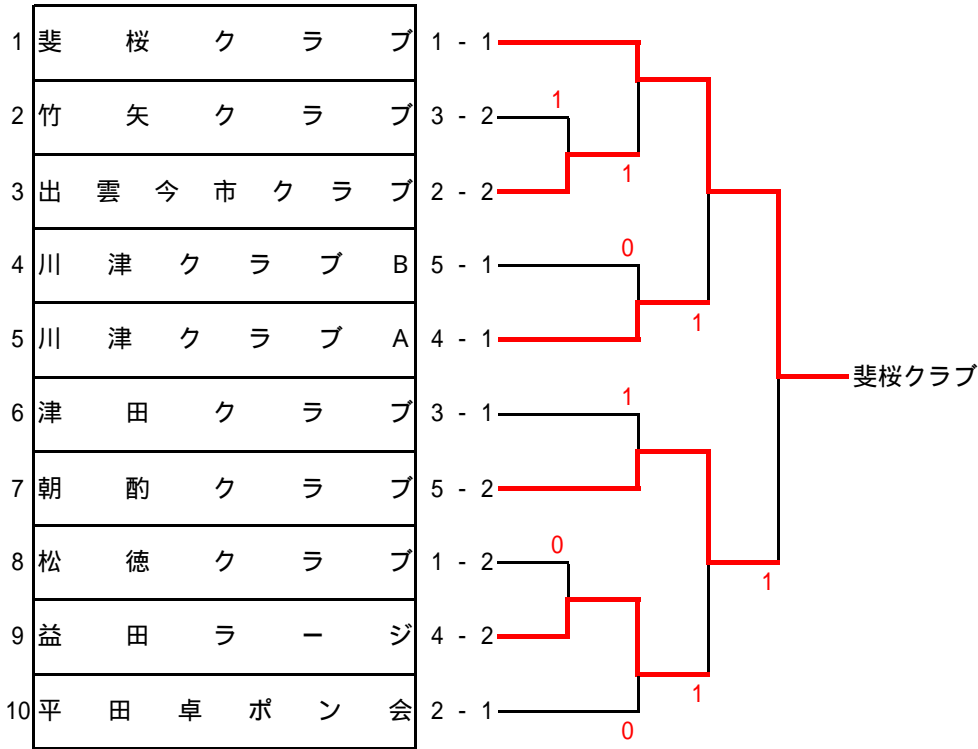 1 斐桜クラブ 1 - 1
1
2 竹矢クラブ 3 - 2
1
3 出雲今市クラブ 2 - 2
0
4 川津クラブB 5 - 1
1
5 川津クラブA 4 - 1
斐桜クラブ
1
6 津田クラブ 3 - 1
7 朝酌クラブ 5 - 2
0
8 松徳クラブ 1 - 2
1
9 益田ラージ 4 - 2
1
10 平田卓ポン会 2 - 1
0